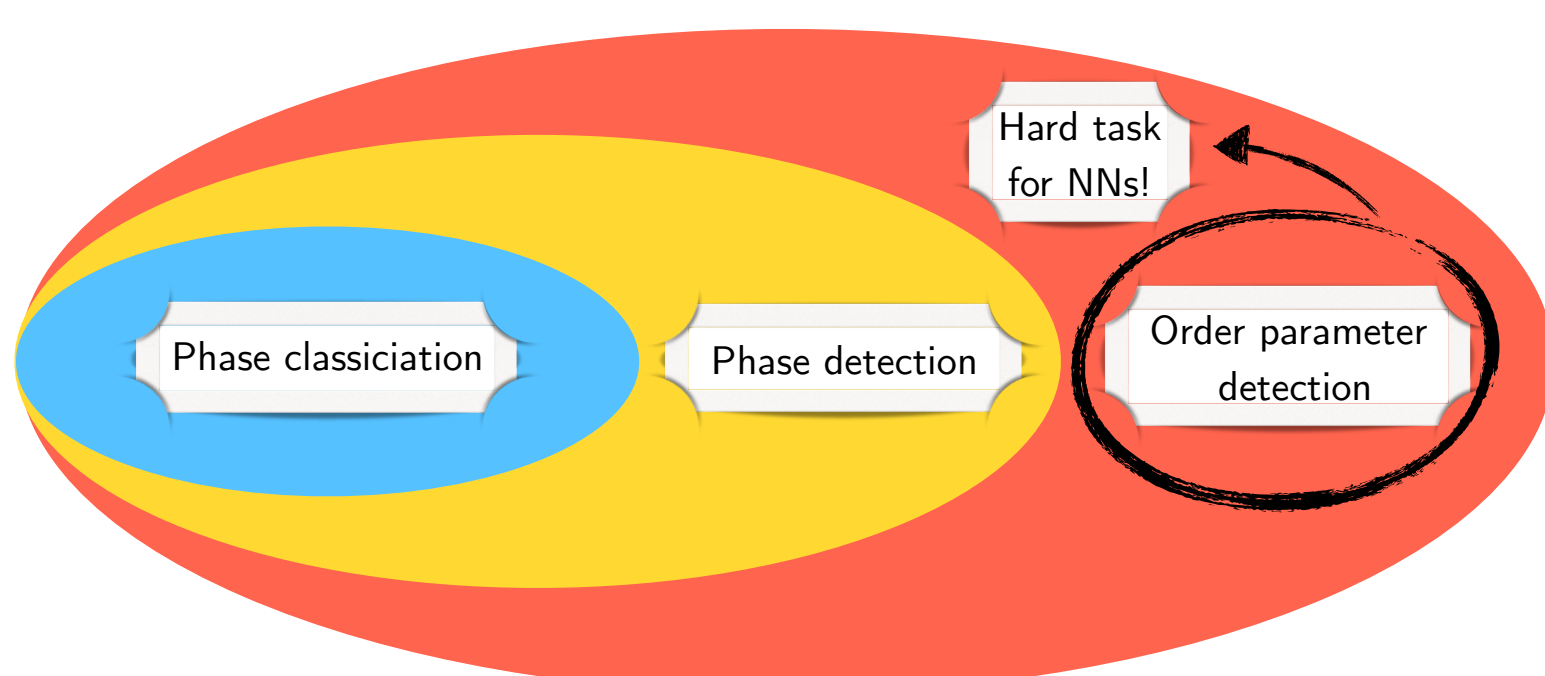 Hard task
for NNs!
Phase classiciation
Phase detection
Order parameter
detection